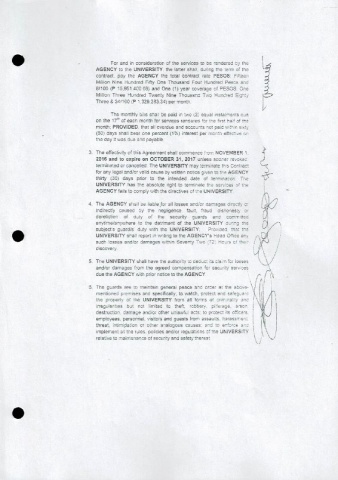 For and in consideration of the services to be rendered by the
AGENCY to the UNIVERSITY, the latter shall, during the term of the
contract, pay the AGENCY the total contract rate PESOS: Fifteen
Million Nine Hundred Fifty One Thousand Four Hundred Pesos and
8/100 (P 15,951,400.08) and One (1) year coverage of PESOS: One
Million Three Hundred Twenty Nine Thousand Two Hundred Eighty
Three & 34/100 (P 1,329,283.34) per month.
The monthly bills shall be paid in two (2) equal installments due
on the of each month for services rendered for the first half of the
month; PROVIDED, that all overdue and accounts not paid within sixty
(60) days shall bear one percent (1%) interest per month effective on
the day it was due and payable.
3. The effectivity of this Agreement shall commence from NOVEMBER 1,
2016 and to expire on OCTOBER 31, 2017 unless sooner revoked,
terminated or cancelled. The UNIVERSITY may terminate this Contract
for any legal and/or valid cause by written notice given to the AGENCY
thirty (30) days prior to the intended date of termination. The
UNIVERSITY has the absolute right to terminate the services of the
AGENCY fails to comply with the directives of the UNIVERSITY.
4. The AGENCY shall be liable for all losses and/or damages directly or
indirectly caused by the negligence, fault, fraud, dishonesty or
dereliction of duty of the security guards and committed
anytime/anywhere to the detriment of the UNIVERSITY during the
subject's guards duty with the UNIVERSITY. Provided, that the
UNIVERSITY shall report in writing to the AGENCY's Head Office any
such losses and/or damages within Seventy Two (72) hours of their
discovery.
5. The UNIVERSITY shall have the authority to deduct its claim for losses
and/or damages from the agreed compensation for security services
due the AGENCY with prior notice to the AGENCY.
6. The guards are to maintain general peace and order at the above-
mentioned premises and specifically, to watch, protect and safeguard
the property of the UNIVERSITY from all forms of criminality and
irregularities but not limited to theft, robbery, pilferage, arson,
destruction, damage and/or other unlawful acts; to protect its officers,
employees, personnel, visitors and guests from assaults, harassment,
threat, intimidation or other analogous causes; and to enforce and
implement all the rules, policies and/or regulations of the UNIVERSITY
relative to maintenance of security and safety thereat.